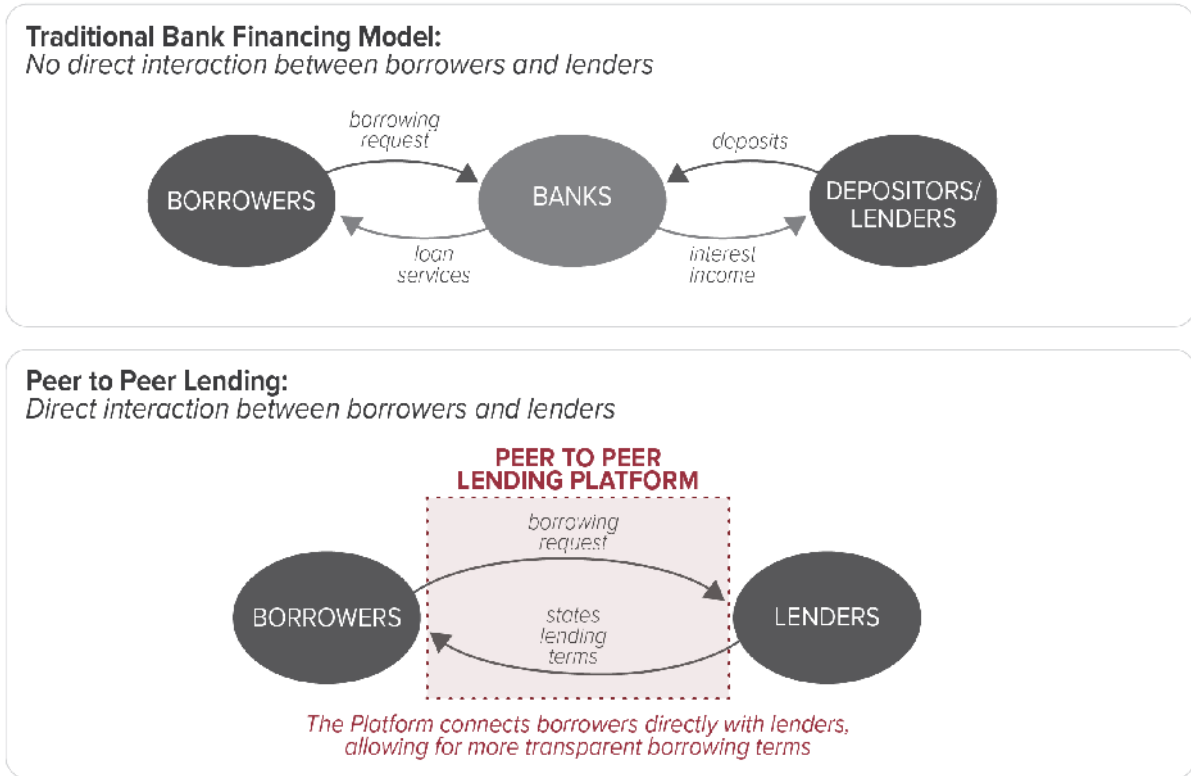 Traditional Bank Financing Model:
No direct interaction between borrowers and lenders
borrowing
request
deposits
BORROWERS
BANKS
DEPOSITORS/
LENDERS
loan
services
interest
income
Peer to Peer Lending:
Direct interaction between borrowers and lenders
PEER TO PEER
LENDING PLATFORM
borrowing
request
BORROWERS
LENDERS
states
lending
terms
The Platform connects borrowers directly with lenders,
allowing for more transparent borrowing terms